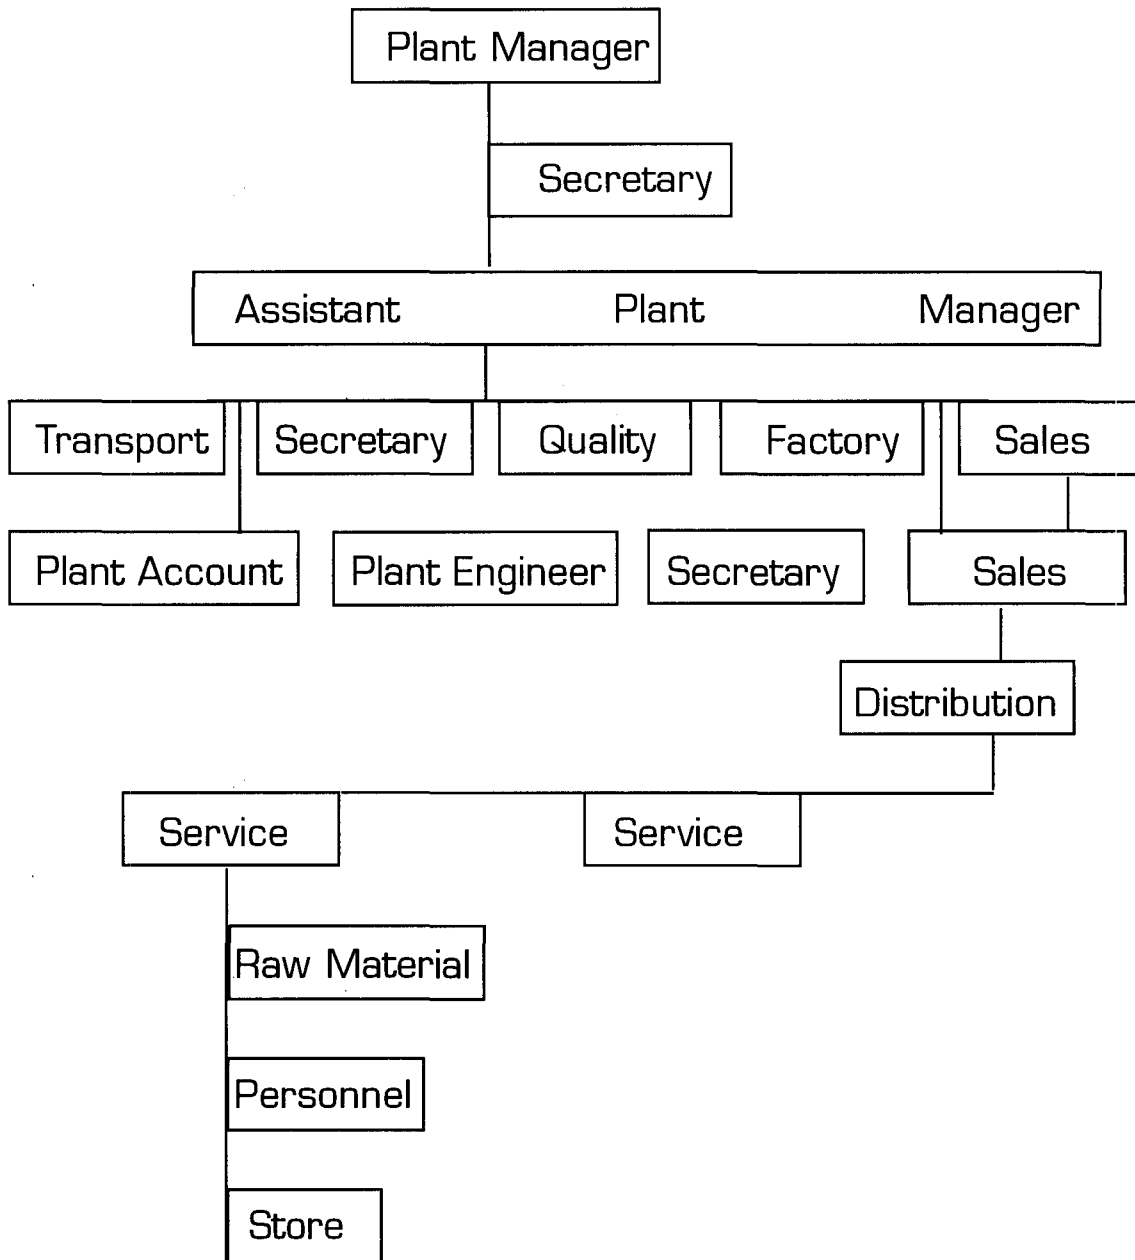 Plant Manager
Secretary
Assistant Plant Manager
Transport Secretary Quality Factory Sales
Plant Account Plant Engineer Secretary Sales
Distribution
Service Service
Raw Material
Personnel
Store